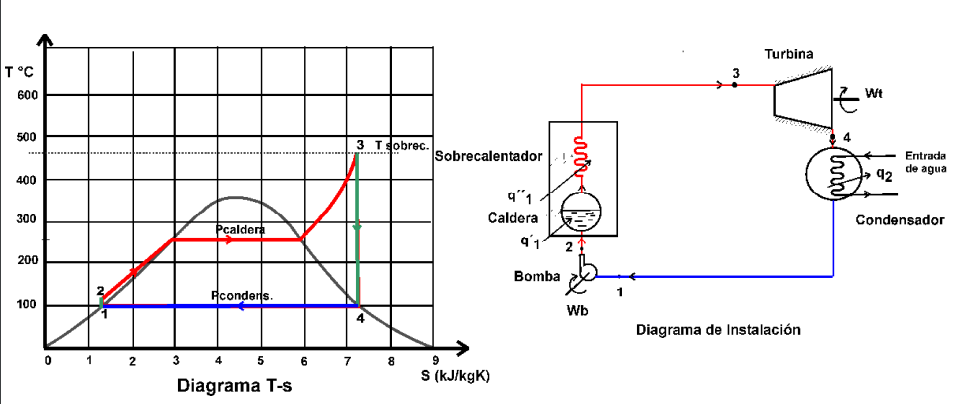 T °C
600
500
400
300
200
100
0
1
2
3
4
5
6
7
8
9
S (kJ/kgK)
3
T sobrec.
Pcaldera
2
1
Pcondens.
4
Diagrama T-s
Turbina
3
Wt
4
Sobrecalentador
Entrada
de agua
q2
q´´1
Caldera
q´1
Condensador
2
Bomba
1
Wb
Diagrama de Instalación